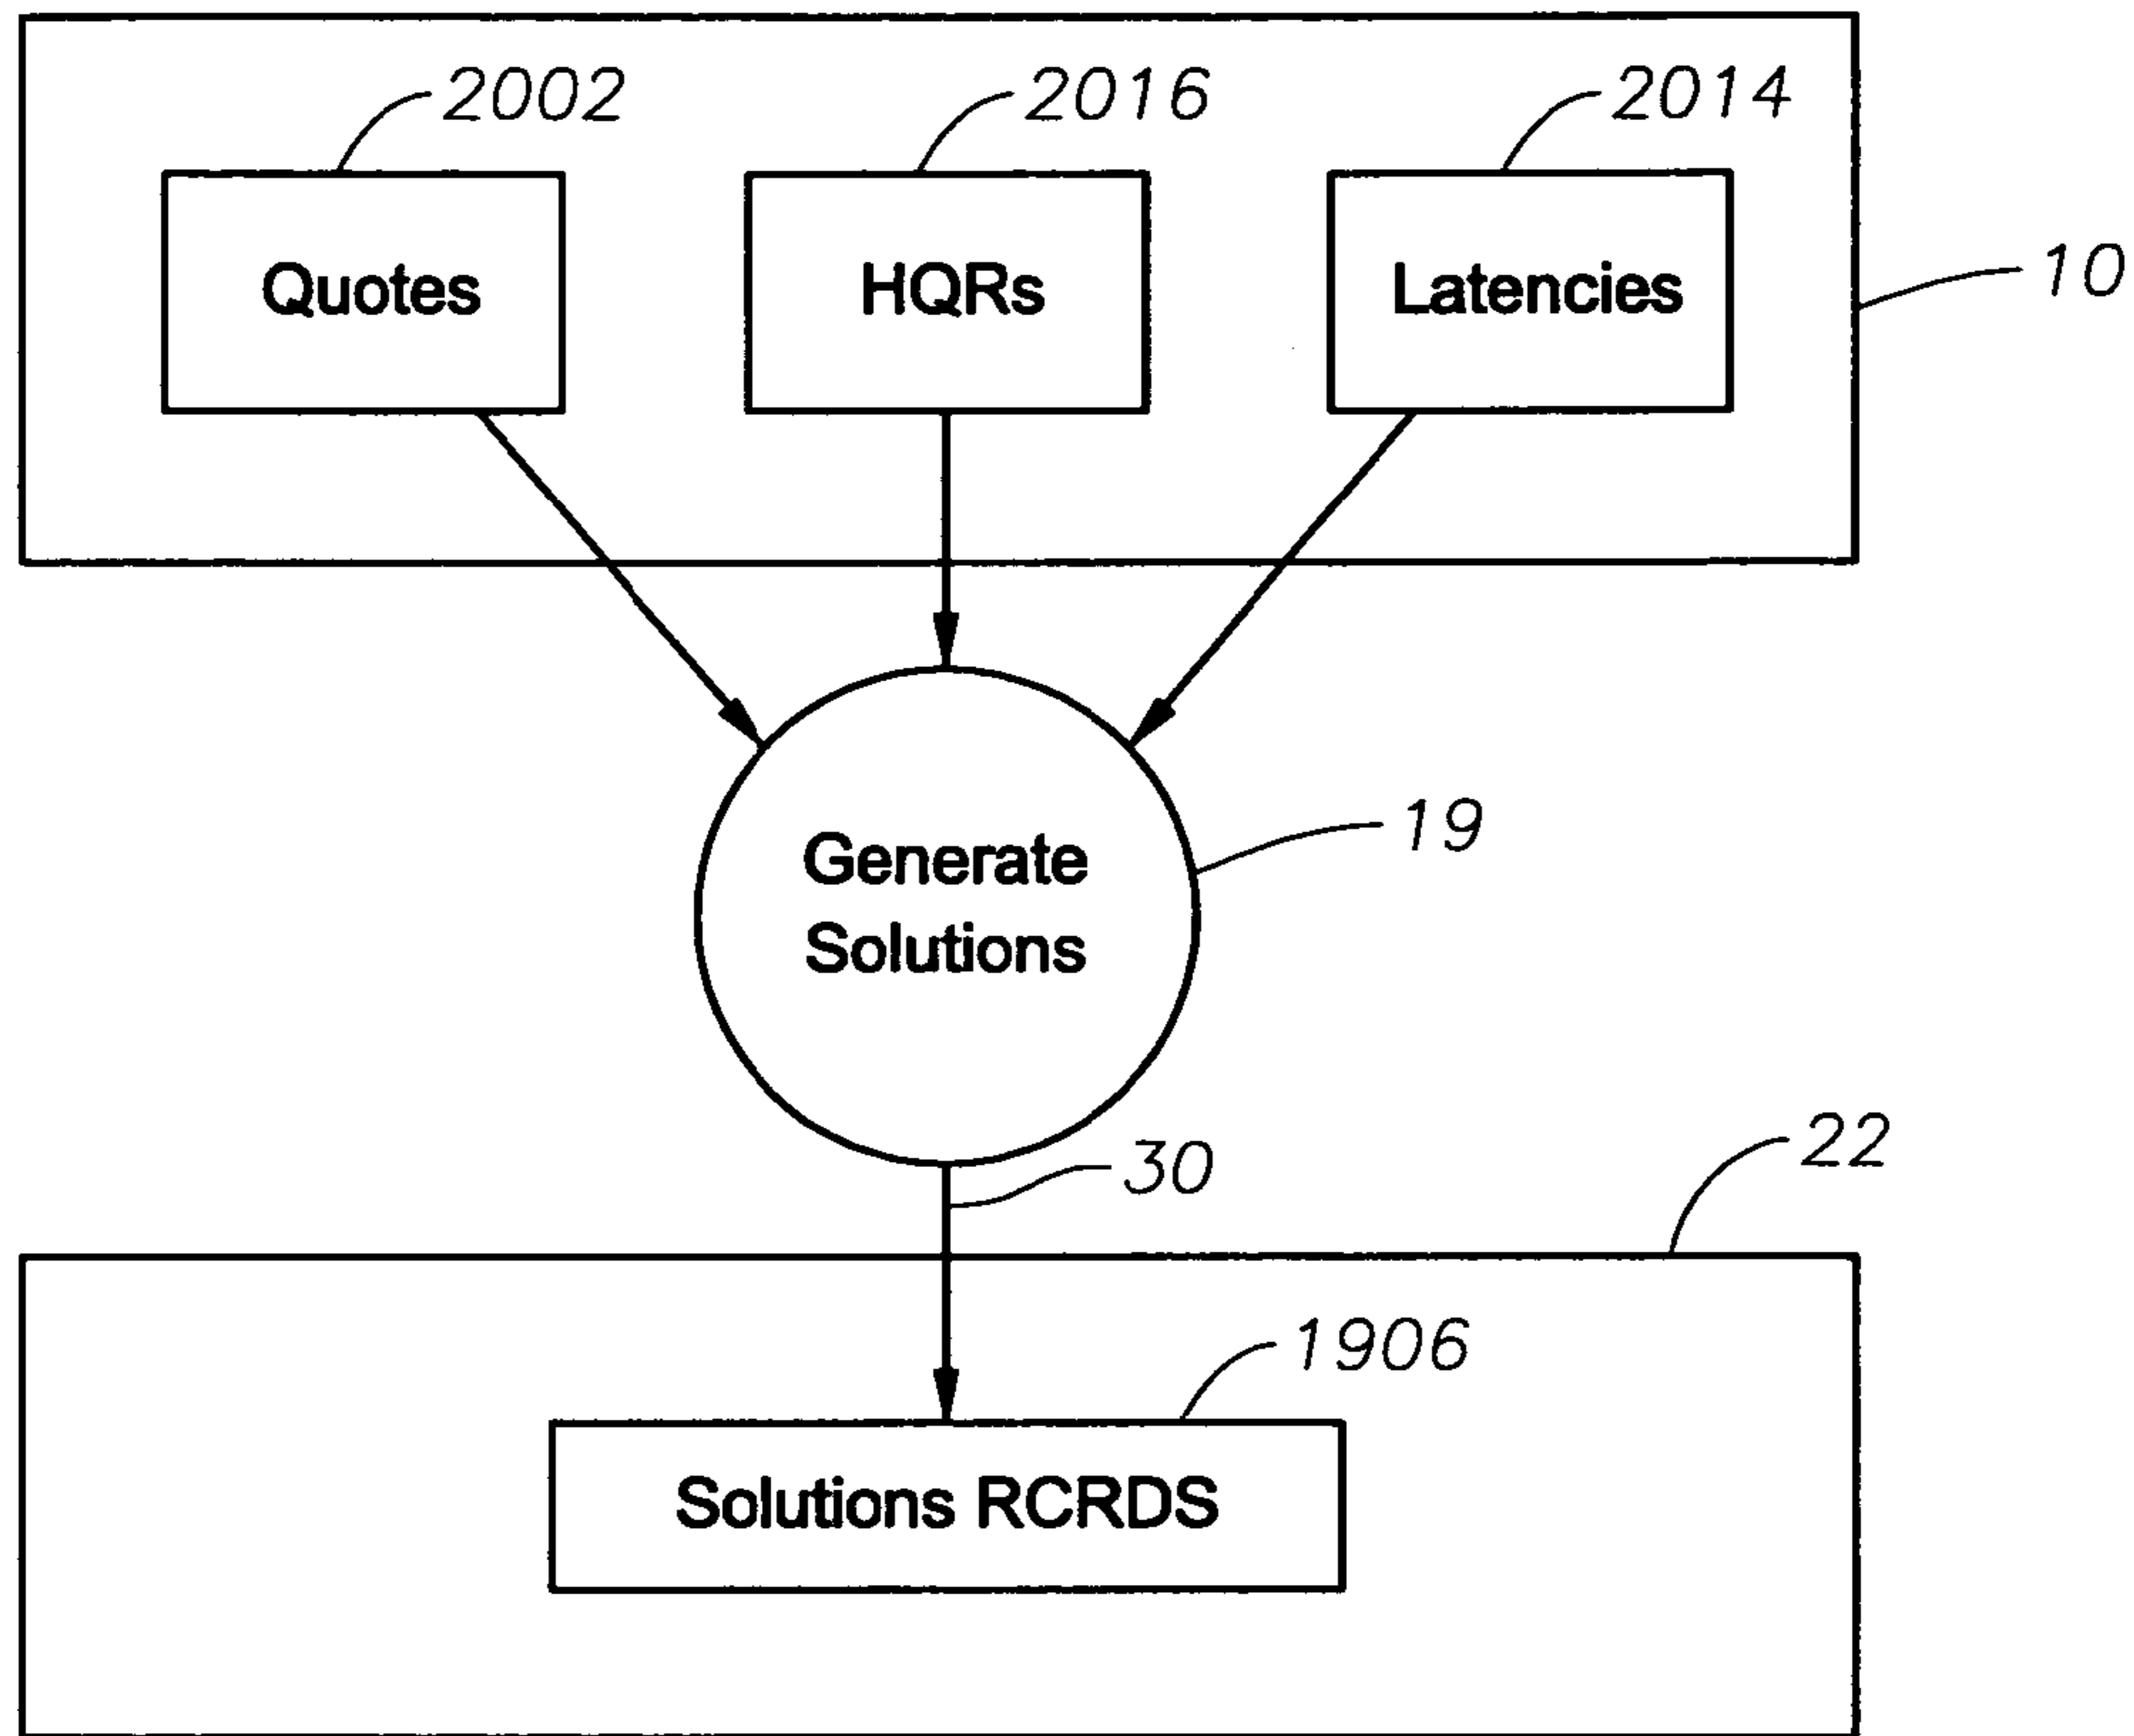 2002
2016
2014
Quotes
HQRs
Latencies
10
Generate
Solutions
19
30
22
1906
Solutions RCRDS